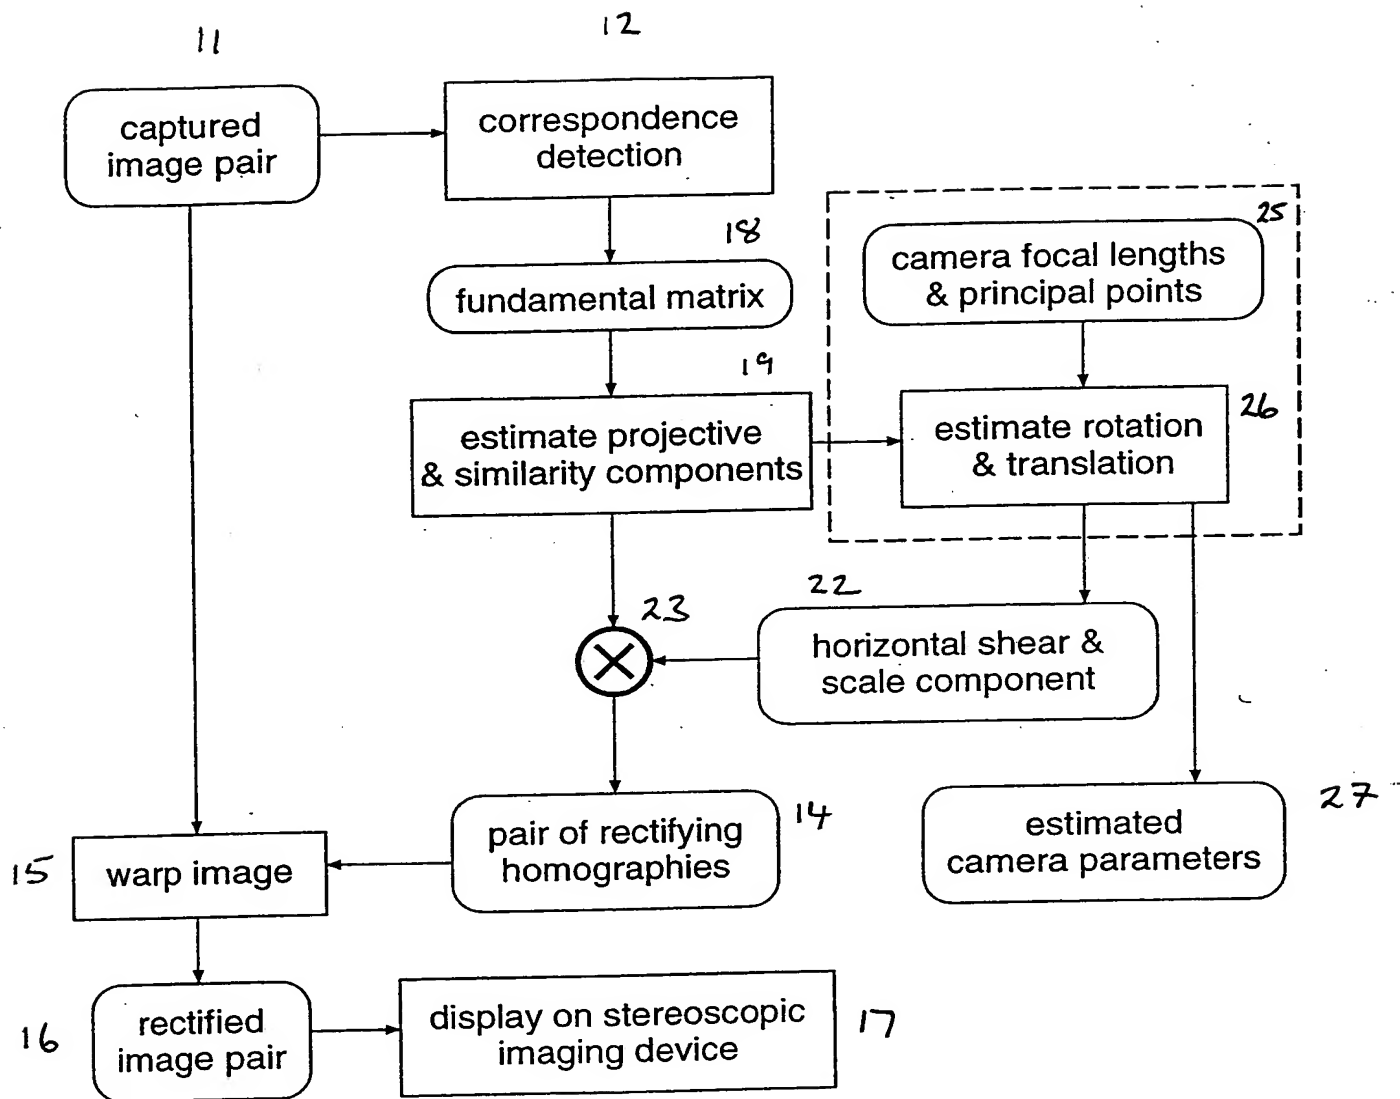 11
12
captured
image pair
correspondence
detection
25
camera focal lengths
& principal points
18
fundamental matrix
19
estimate projective
& similarity components
26
estimate rotation
& translation
22
horizontal shear &
scale component
23
14
pair of rectifying
homographies
27
estimated
camera parameters
15
warp image
16
rectified
image pair
display on stereoscopic
imaging device
17